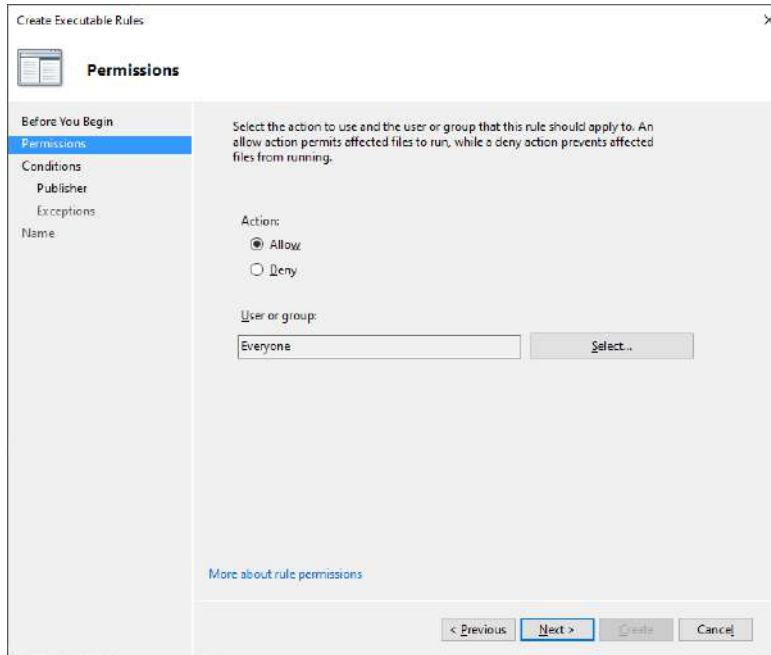 Create Executable Rules
Permissions
Before You Begin
Permissions
Conditions
Publisher
Exceptions
Name
Select the action to use and the user or group that this rule should apply to. An
allow action permits affected files to run, while a deny action prevents affected
files from running.
Action:
Allow
Deny
User or group:
Everyone
Select...
More about rule permissions
< Previous
Next >
Create
Cancel